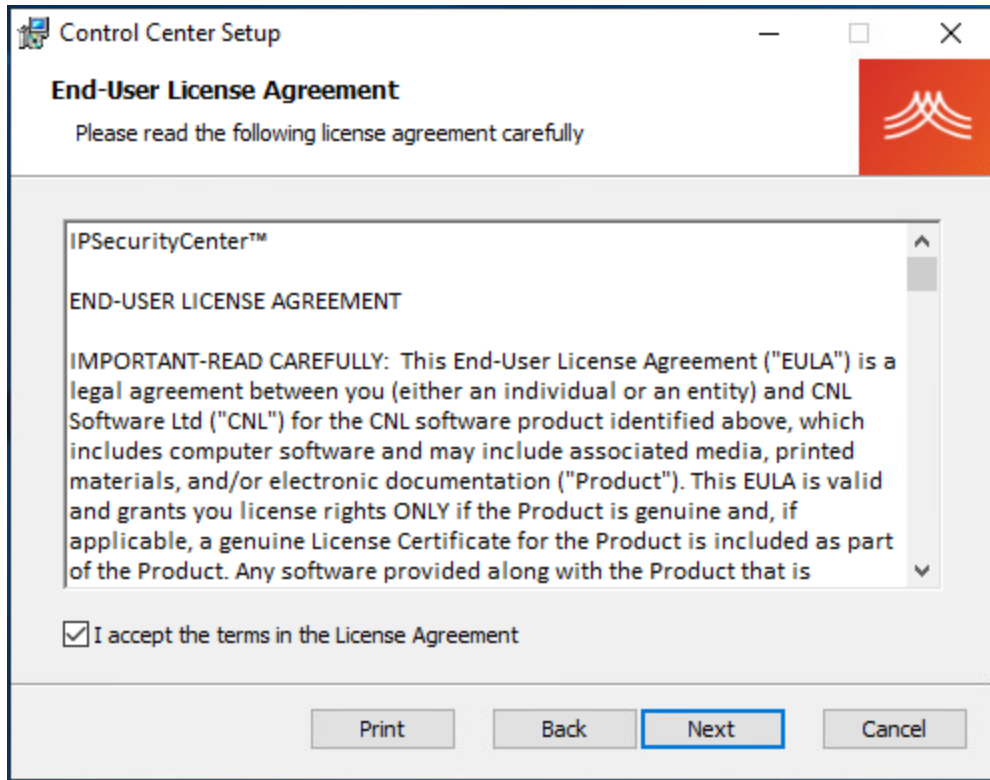 Control Center Setup
End-User License Agreement
Please read the following license agreement carefully
IPSecurityCenter™
END-USER LICENSE AGREEMENT
IMPORTANT-READ CAREFULLY:  This End-User License Agreement ("EULA") is a
legal agreement between you (either an individual or an entity) and CNL
Software Ltd ("CNL") for the CNL software product identified above, which
includes computer software and may include associated media, printed
materials, and/or electronic documentation ("Product"). This EULA is valid
and grants you license rights ONLY if the Product is genuine and, if
applicable, a genuine License Certificate for the Product is included as part
of the Product. Any software provided along with the Product that is
I accept the terms in the License Agreement
Print Back Next Cancel